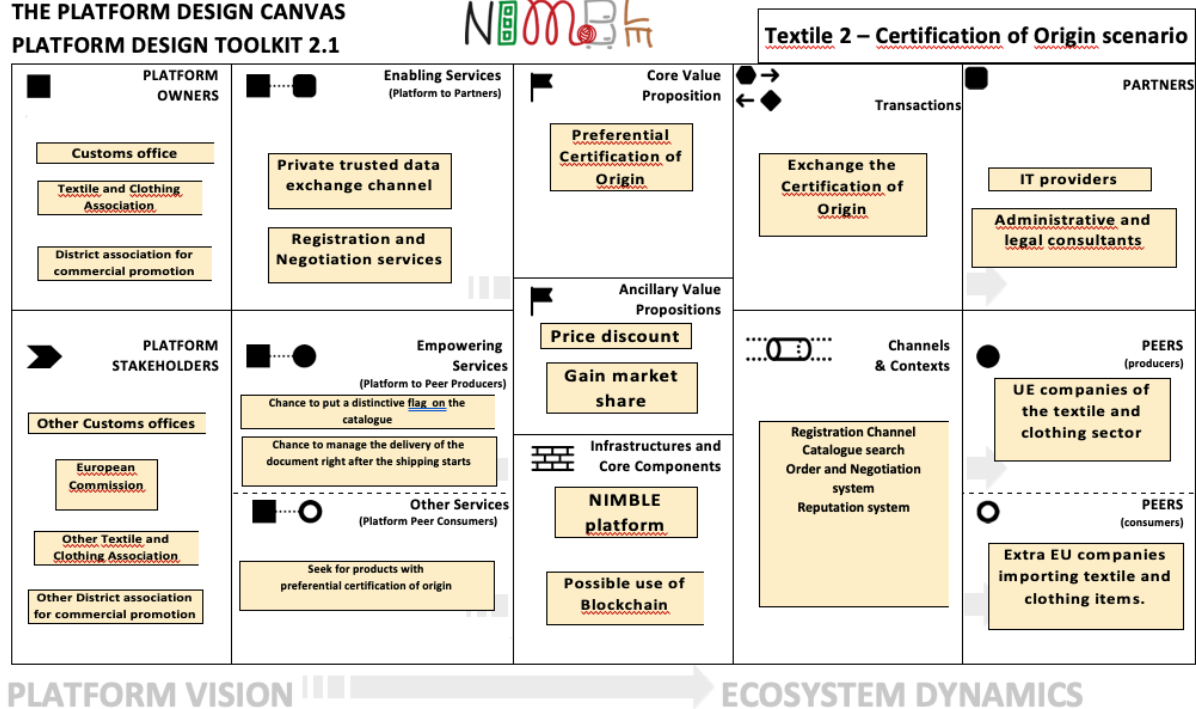 THE PLATFORM DESIGN CANVAS
PLATFORM DESIGN TOOLKIT 2.1
NIMBLE
Textile 2 – Certification of Origin scenario
PLATFORM
OWNERS
Customs office
Textile and Clothing
Association
District association for
commercial promotion
Enabling Services
(Platform to Partners)
Private trusted data
exchange channel
Registration and
Negotiation services
Core Value
Proposition
Preferential
Certification of
Origin
Ancillary Value
Propositions
Price discount
Gain market
share
Transactions
Exchange the
Certification of
Origin
PARTNERS
IT providers
Administrative and
legal consultants
PLATFORM
STAKEHOLDERS
Other Customs offices
European
Commission
Other Textile and
Clothing Association
Other District association
for commercial promotion
Empowering
Services
(Platform to Peer Producers)
Chance to put a distinctive flag on the
catalogue
Chance to manage the delivery of the
document right after the shipping starts
Other Services
(Platform Peer Consumers)
Seek for products with
preferential certification of origin
Infrastructures and
Core Components
NIMBLE
platform
Possible use of
Blockchain
Channels
& Contexts
Registration Channel
Catalogue search
Order and Negotiation
system
Reputation system
PEERS
(producers)
UE companies of
the textile and
clothing sector
PEERS
(consumers)
Extra EU companies
importing textile and
clothing items.
PLATFORM VISION
ECOSYSTEM DYNAMICS